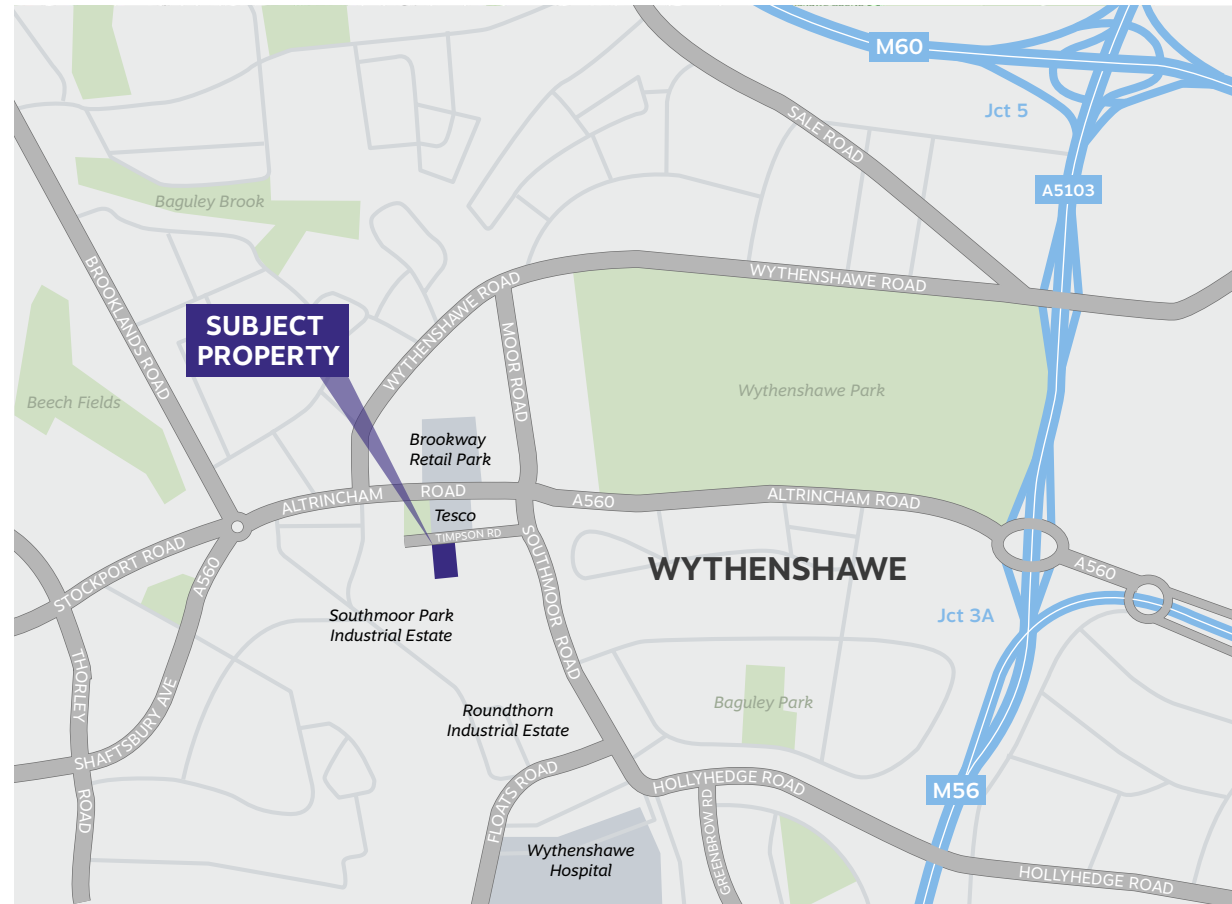 M60
Jct 5
SALE ROAD
A5103
Baguley Brook
BROOKLANDS ROAD
WYTHENSHAWE ROAD
WYTHENSHAWE ROAD
SUBJECT
PROPERTY
MOOR ROAD
Wythenshawe Park
Beech Fields
Brookway
Retail Park
ALTRINCHAM ROAD
A560
ALTRINCHAM ROAD
Tesco
TIMPSON RD
STOCKPORT ROAD
A560
SOUTHMOOR ROAD
WYTHENSHAWE
A560
Southmoor Park
Industrial Estate
Jct 3A
THORLEY ROAD
SHAFTSBURY AVE
Roundthorn
Industrial Estate
Baguley Park
FLOATS ROAD
HOLLYHEDGE ROAD
M56
GREENBROW RD
Wythenshawe
Hospital
HOLLYHEDGE ROAD